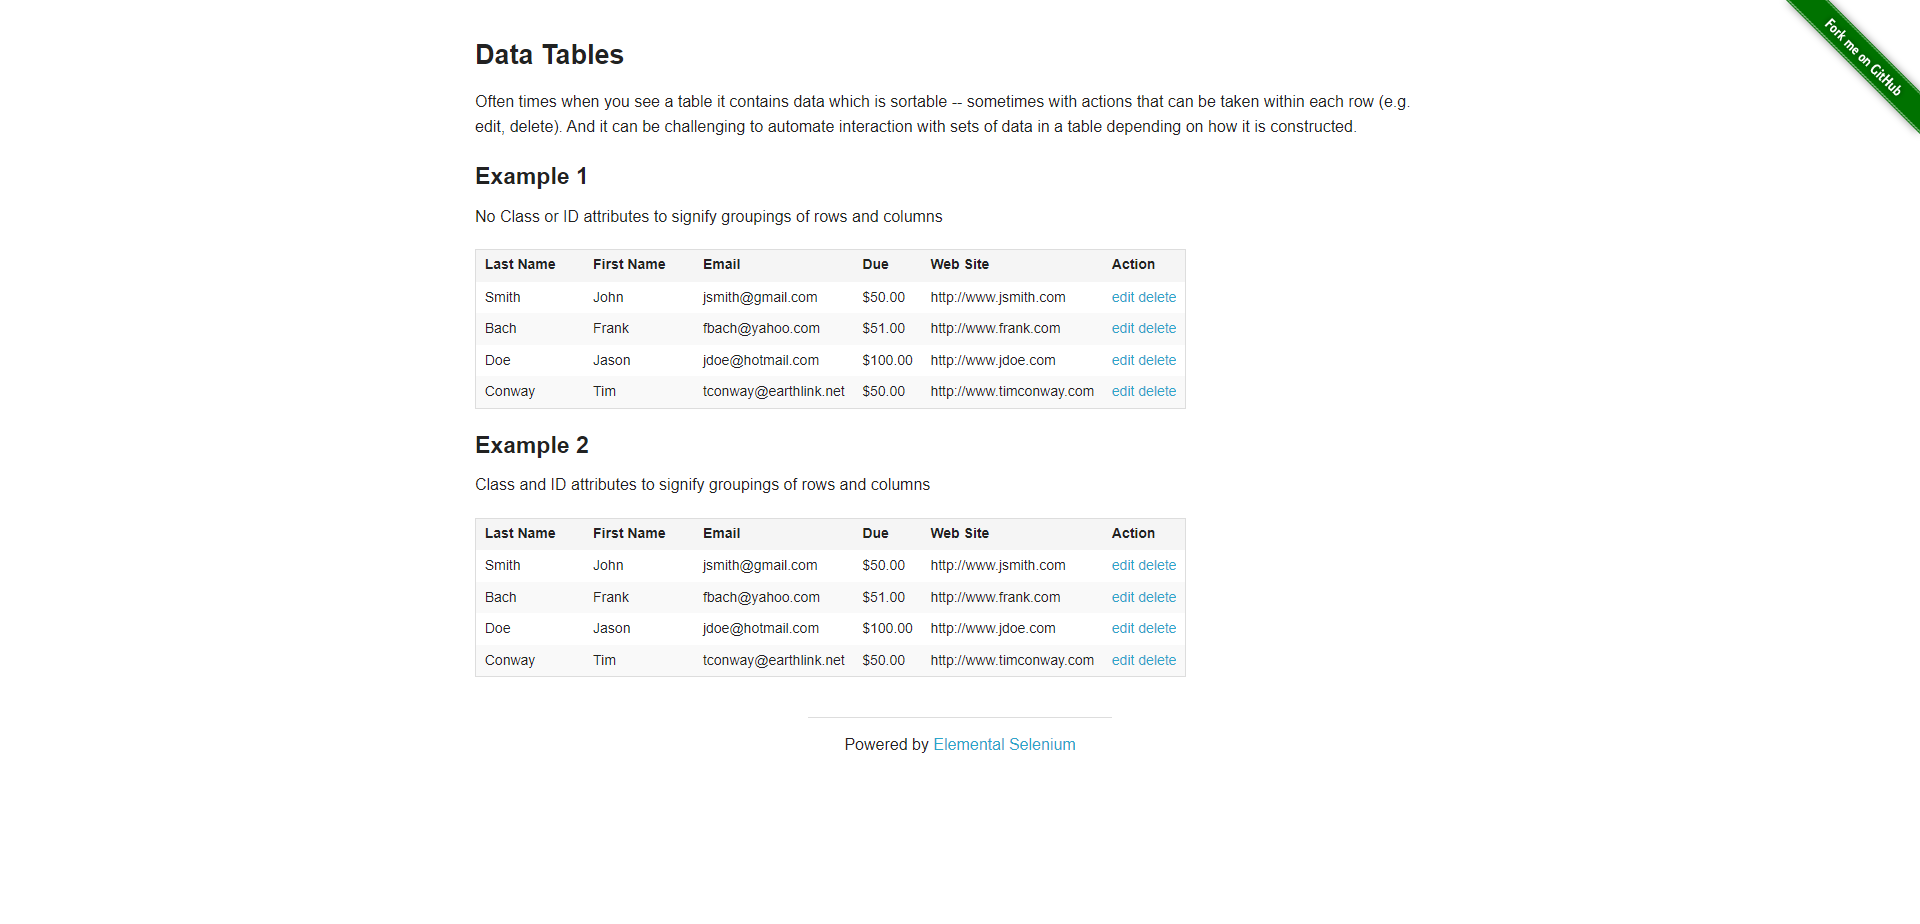 Fork me on GitHub
Data Tables
Often times when you see a table it contains data which is sortable -- sometimes with actions that can be taken within each row (e.g.
edit, delete). And it can be challenging to automate interaction with sets of data in a table depending on how it is constructed.
Example 1
No Class or ID attributes to signify groupings of rows and columns
Last Name First Name Email Due Web Site Action
Smith John jsmith@gmail.com $50.00 http://www.jsmith.com edit delete
Bach Frank fbach@yahoo.com $51.00 http://www.frank.com edit delete
Doe Jason jdoe@hotmail.com $100.00 http://www.jdoe.com edit delete
Conway Tim tconway@earthlink.net $50.00 http://www.timconway.com edit delete
Example 2
Class and ID attributes to signify groupings of rows and columns
Last Name First Name Email Due Web Site Action
Smith John jsmith@gmail.com $50.00 http://www.jsmith.com edit delete
Bach Frank fbach@yahoo.com $51.00 http://www.frank.com edit delete
Doe Jason jdoe@hotmail.com $100.00 http://www.jdoe.com edit delete
Conway Tim tconway@earthlink.net $50.00 http://www.timconway.com edit delete
Powered by Elemental Selenium